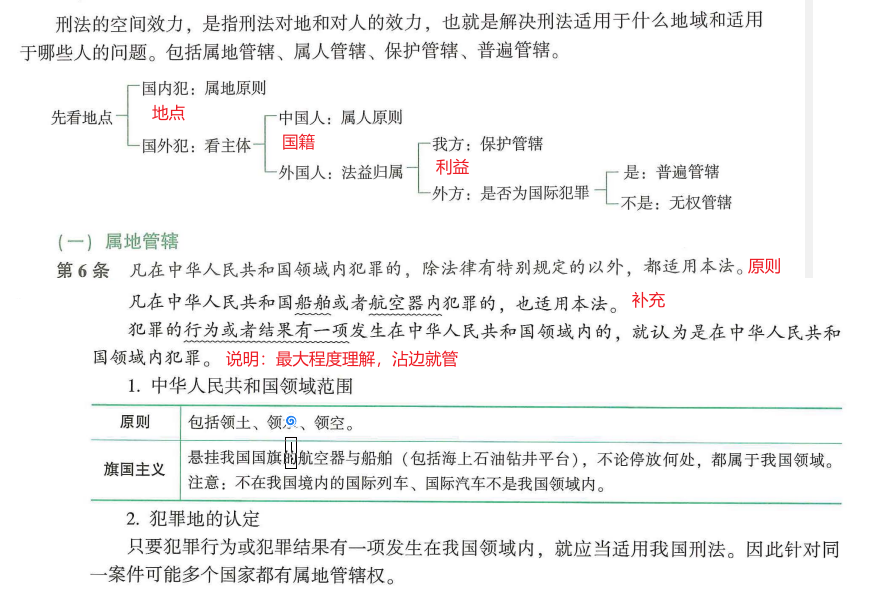 刑法的空间效力，是指刑法对地和对人的效力，也就是解决刑法适用于什么地域和适用
于哪些人的问题。包括属地管辖、属人管辖、保护管辖、普遍管辖。
先看地点
国内犯：属地原则
地点
国外犯：看主体
中国人：属人原则
国籍
外国人：法益归属
我方：保护管辖
利益
外方：是否为国际犯罪
是：普遍管辖
不是：无权管辖
（一）属地管辖
第6条 凡在中华人民共和国领域内犯罪的，除法律有特别规定的以外，都适用本法。原则
凡在中华人民共和国船舶或者航空器内犯罪的，也适用本法。 补充
犯罪的行为或者结果有一项发生在中华人民共和国领域内的，就认为是在中华人民共和
国领域内犯罪。 说明：最大程度理解，沾边就管
1. 中华人民共和国领域范围
原则 包括领土、领、领空。
旗国主义
悬挂我国国旗的航空器与船舶（包括海上石油钻井平台），不论停放何处，都属于我国领域。
注意：不在我国境内的国际列车、国际汽车不是我国领域内。
2. 犯罪地的认定
只要犯罪行为或犯罪结果有一项发生在我国领域内，就应当适用我国刑法。因此针对同
一案件可能多个国家都有属地管辖权。